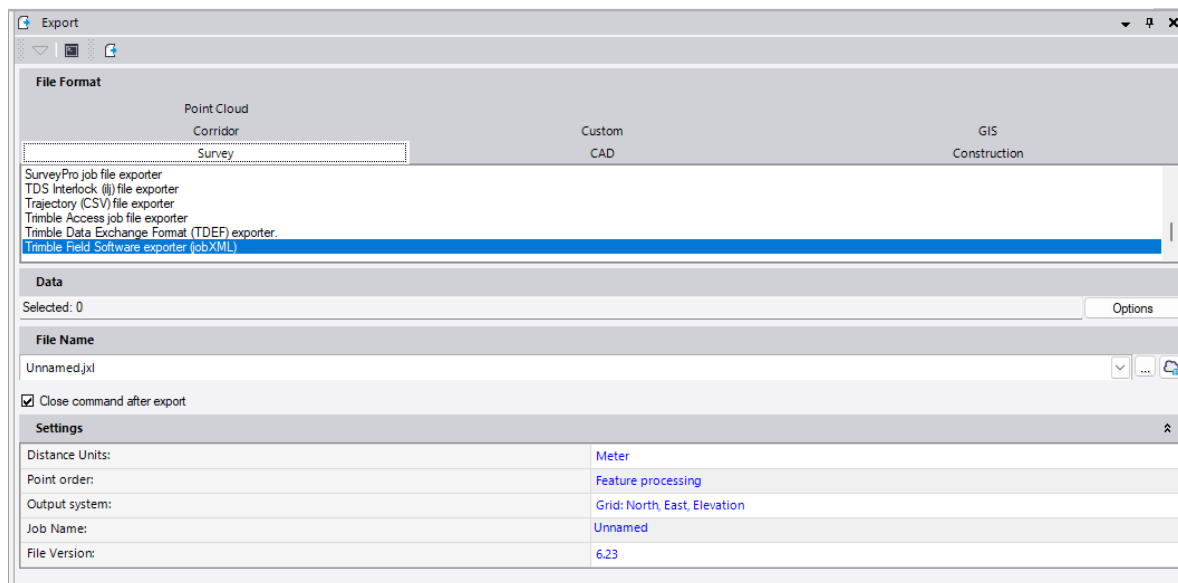 Export
File Format
Point Cloud
Corridor Custom GIS
Survey CAD Construction
SurveyPro job file exporter
TDS Interlock (ilj) file exporter
Trajectory (CSV) file exporter
Trimble Access job file exporter
Trimble Data Exchange Format (TDEF) exporter.
Trimble Field Software exporter (jobXML)
Data
Selected: 0 Options
File Name
Unnamed.jxl ...
Close command after export
Settings
Distance Units: Meter
Point order: Feature processing
Output system: Grid: North, East, Elevation
Job Name: Unnamed
File Version: 6.23